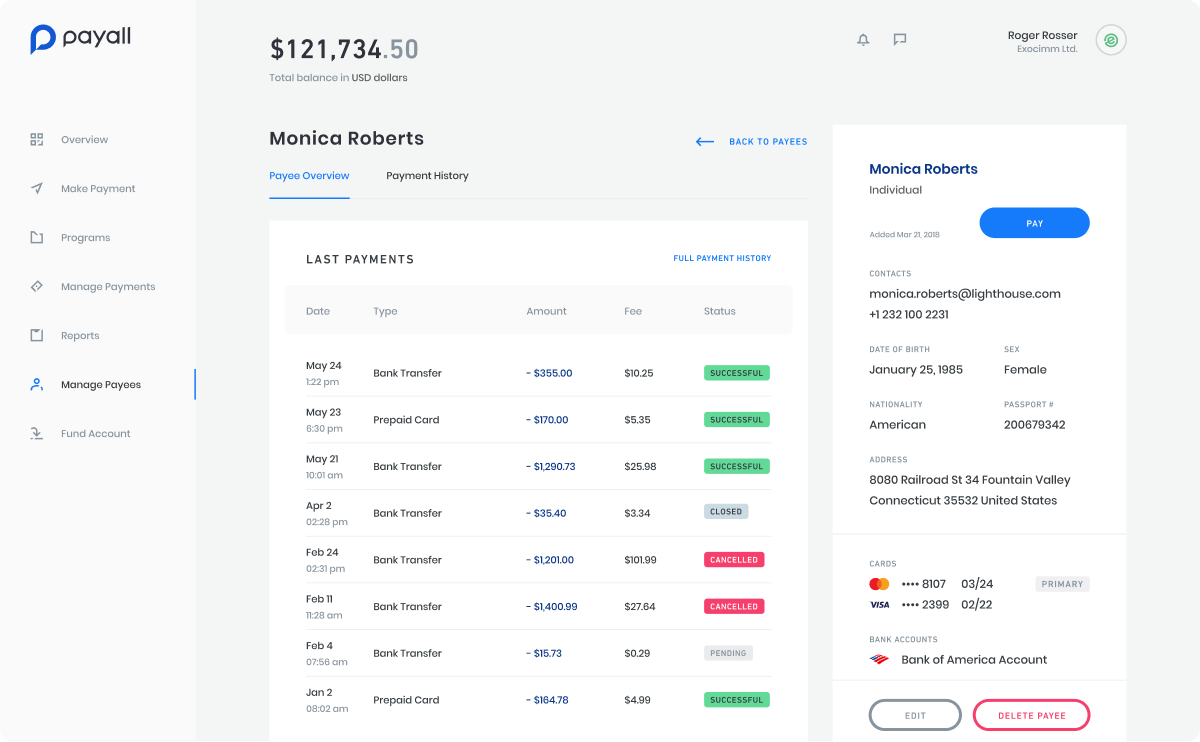 payall
Overview
Make Payment
Programs
Manage Payments
Reports
Manage Payees
Fund Account
$121,734.50
Total balance in USD dollars
Roger Rosser
Exocimm Ltd.
Monica Roberts
BACK TO PAYEES
Payee Overview Payment History
LAST PAYMENTS FULL PAYMENT HISTORY
Date Type Amount Fee Status
May 24
1:22 pm
Bank Transfer - $355.00 $10.25 SUCCESSFUL
May 23
6:30 pm
Prepaid Card - $170.00 $5.35 SUCCESSFUL
May 21
10:01 am
Bank Transfer - $1,290.73 $25.98 SUCCESSFUL
Apr 2
02:28 pm
Bank Transfer - $35.40 $3.34 CLOSED
Feb 24
02:31 pm
Bank Transfer - $1,201.00 $101.99 CANCELLED
Feb 11
11:28 am
Bank Transfer - $1,400.99 $27.64 CANCELLED
Feb 4
07:56 am
Bank Transfer - $15.73 $0.29 PENDING
Jan 2
08:02 am
Prepaid Card - $164.78 $4.99 SUCCESSFUL
Monica Roberts
Individual
Added Mar 21, 2018
PAY
CONTACTS
monica.roberts@lighthouse.com
+1 232 100 2231
DATE OF BIRTH SEX
January 25, 1985 Female
NATIONALITY PASSPORT #
American 200679342
ADDRESS
8080 Railroad St 34 Fountain Valley
Connecticut 35532 United States
CARDS
•••• 8107 03/24 PRIMARY
VISA •••• 2399 02/22
BANK ACCOUNTS
Bank of America Account
EDIT DELETE PAYEE